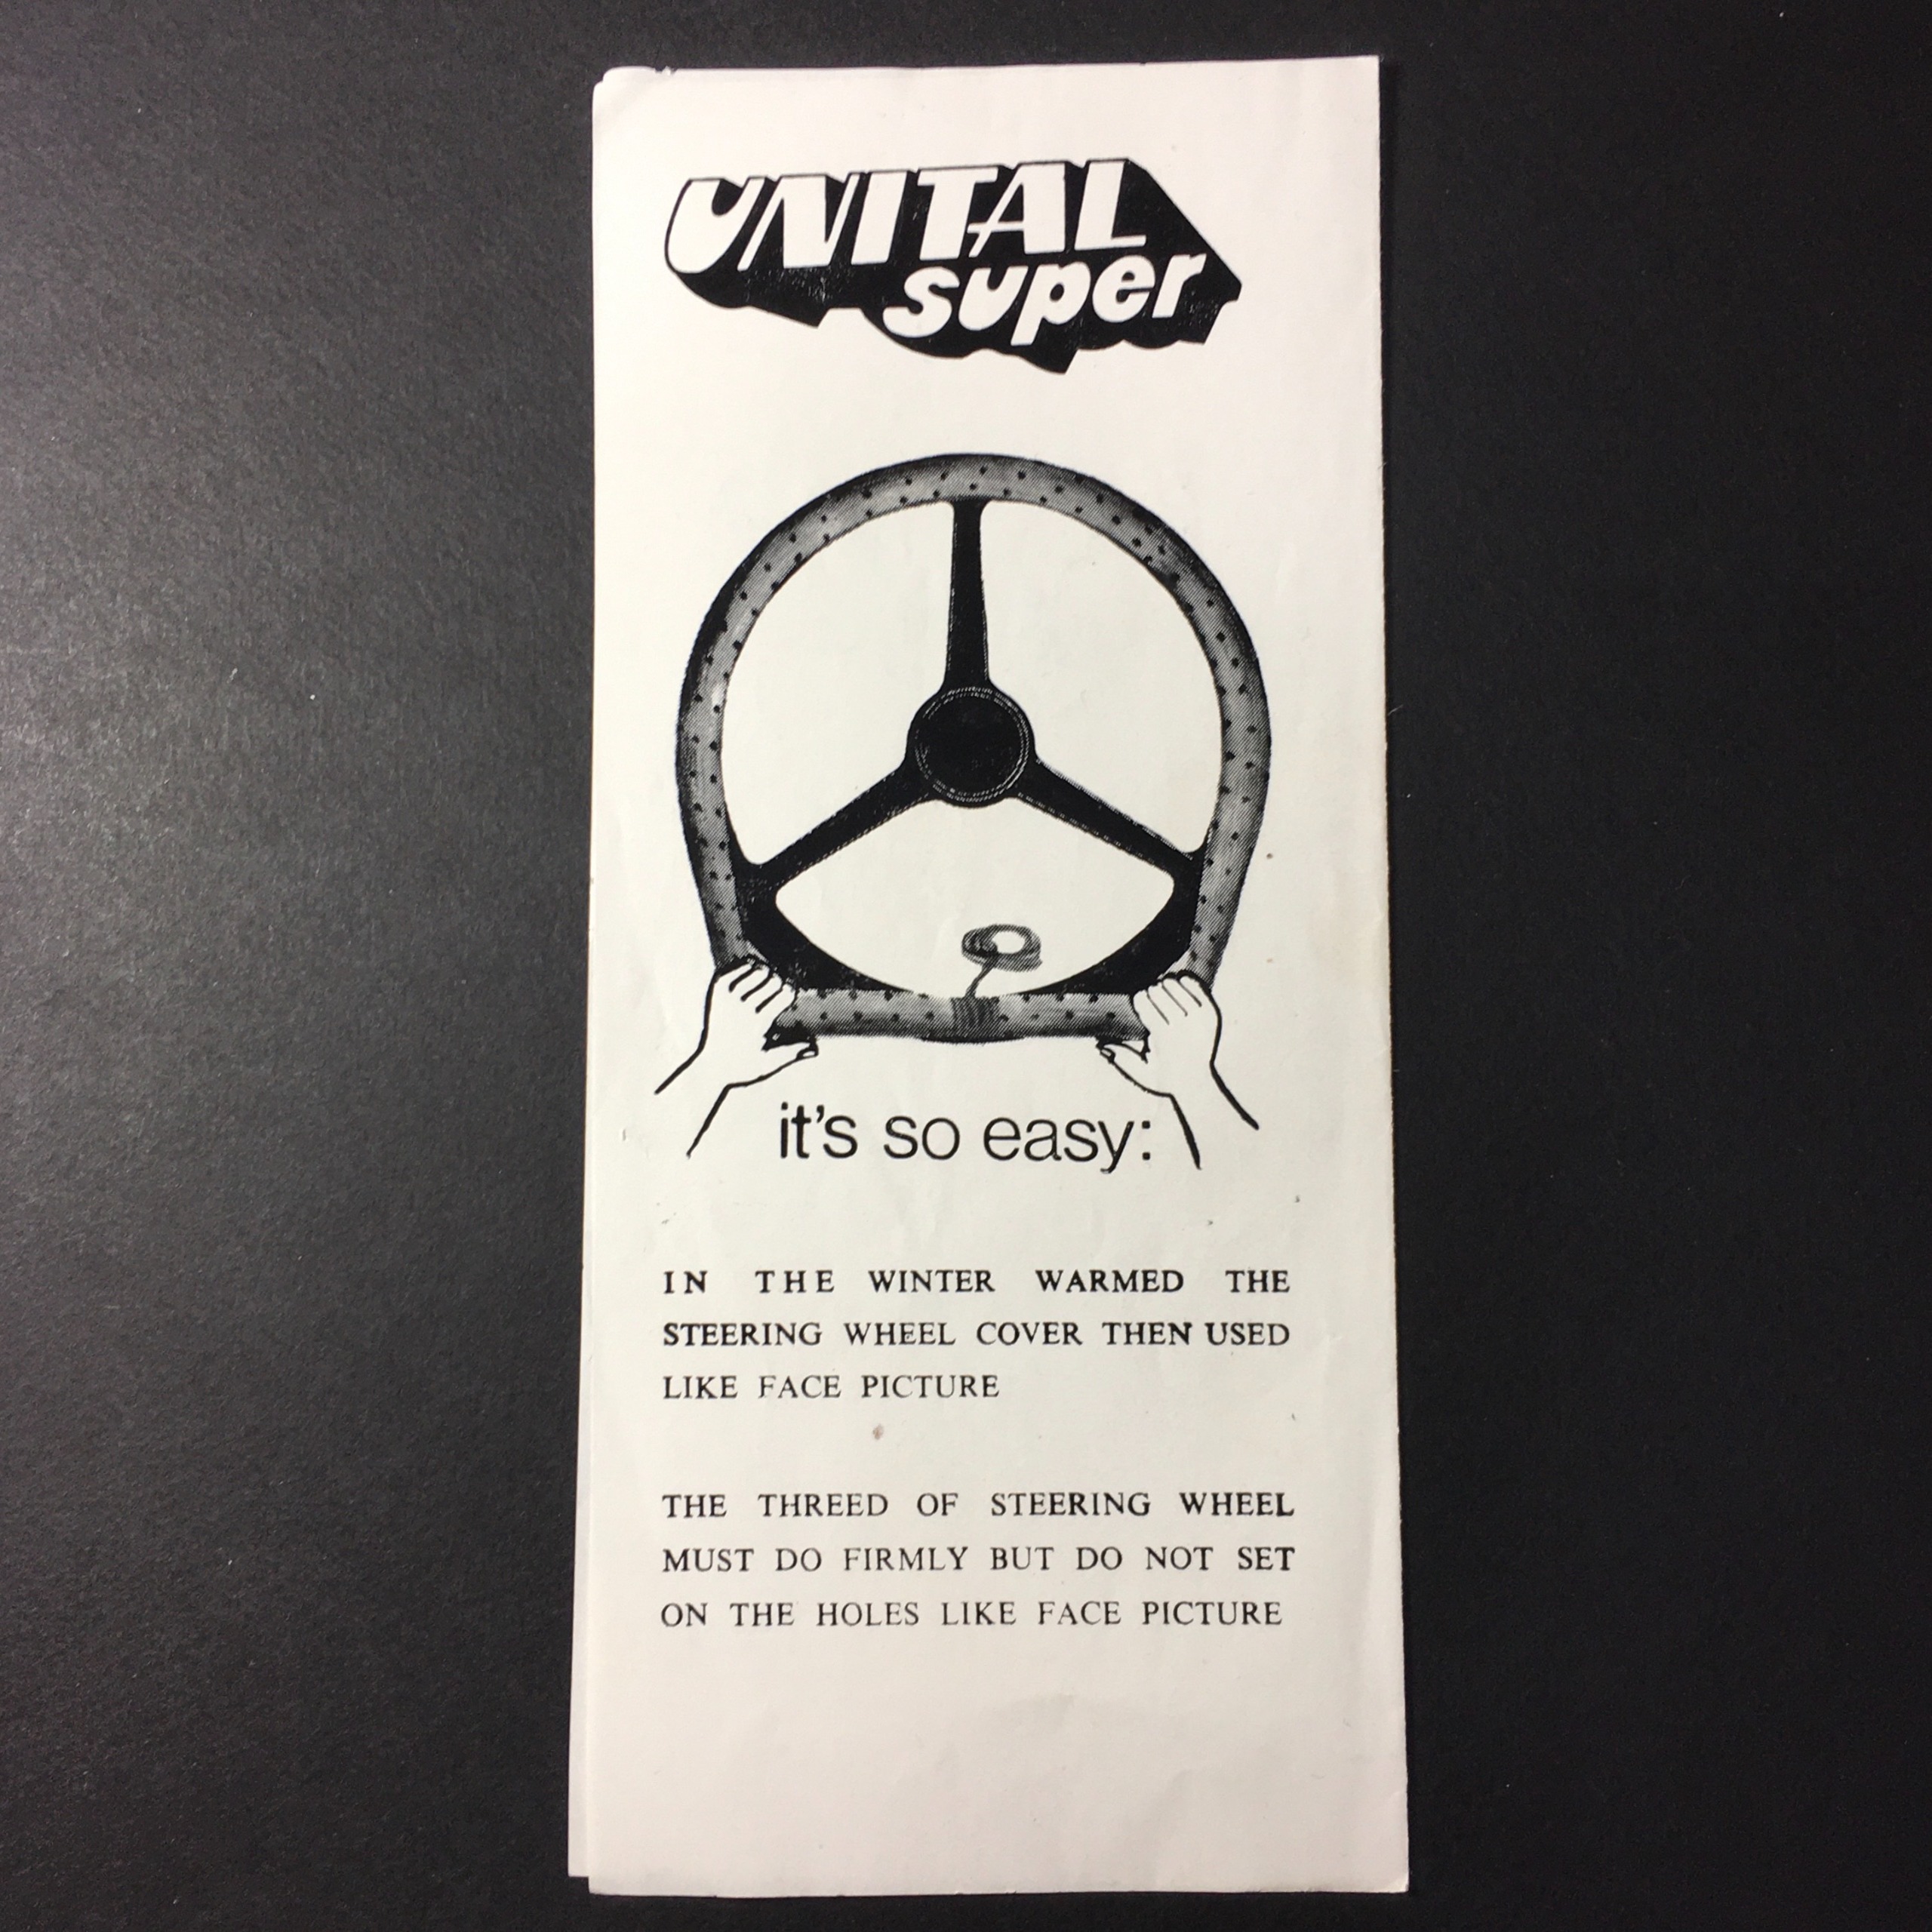 UNITAL
super
it's so easy:
IN THE WINTER WARMED THE
STEERING WHEEL COVER THEN USED
LIKE FACE PICTURE
THE THREED OF STEERING WHEEL
MUST DO FIRMLY BUT DO NOT SET
ON THE HOLES LIKE FACE PICTURE